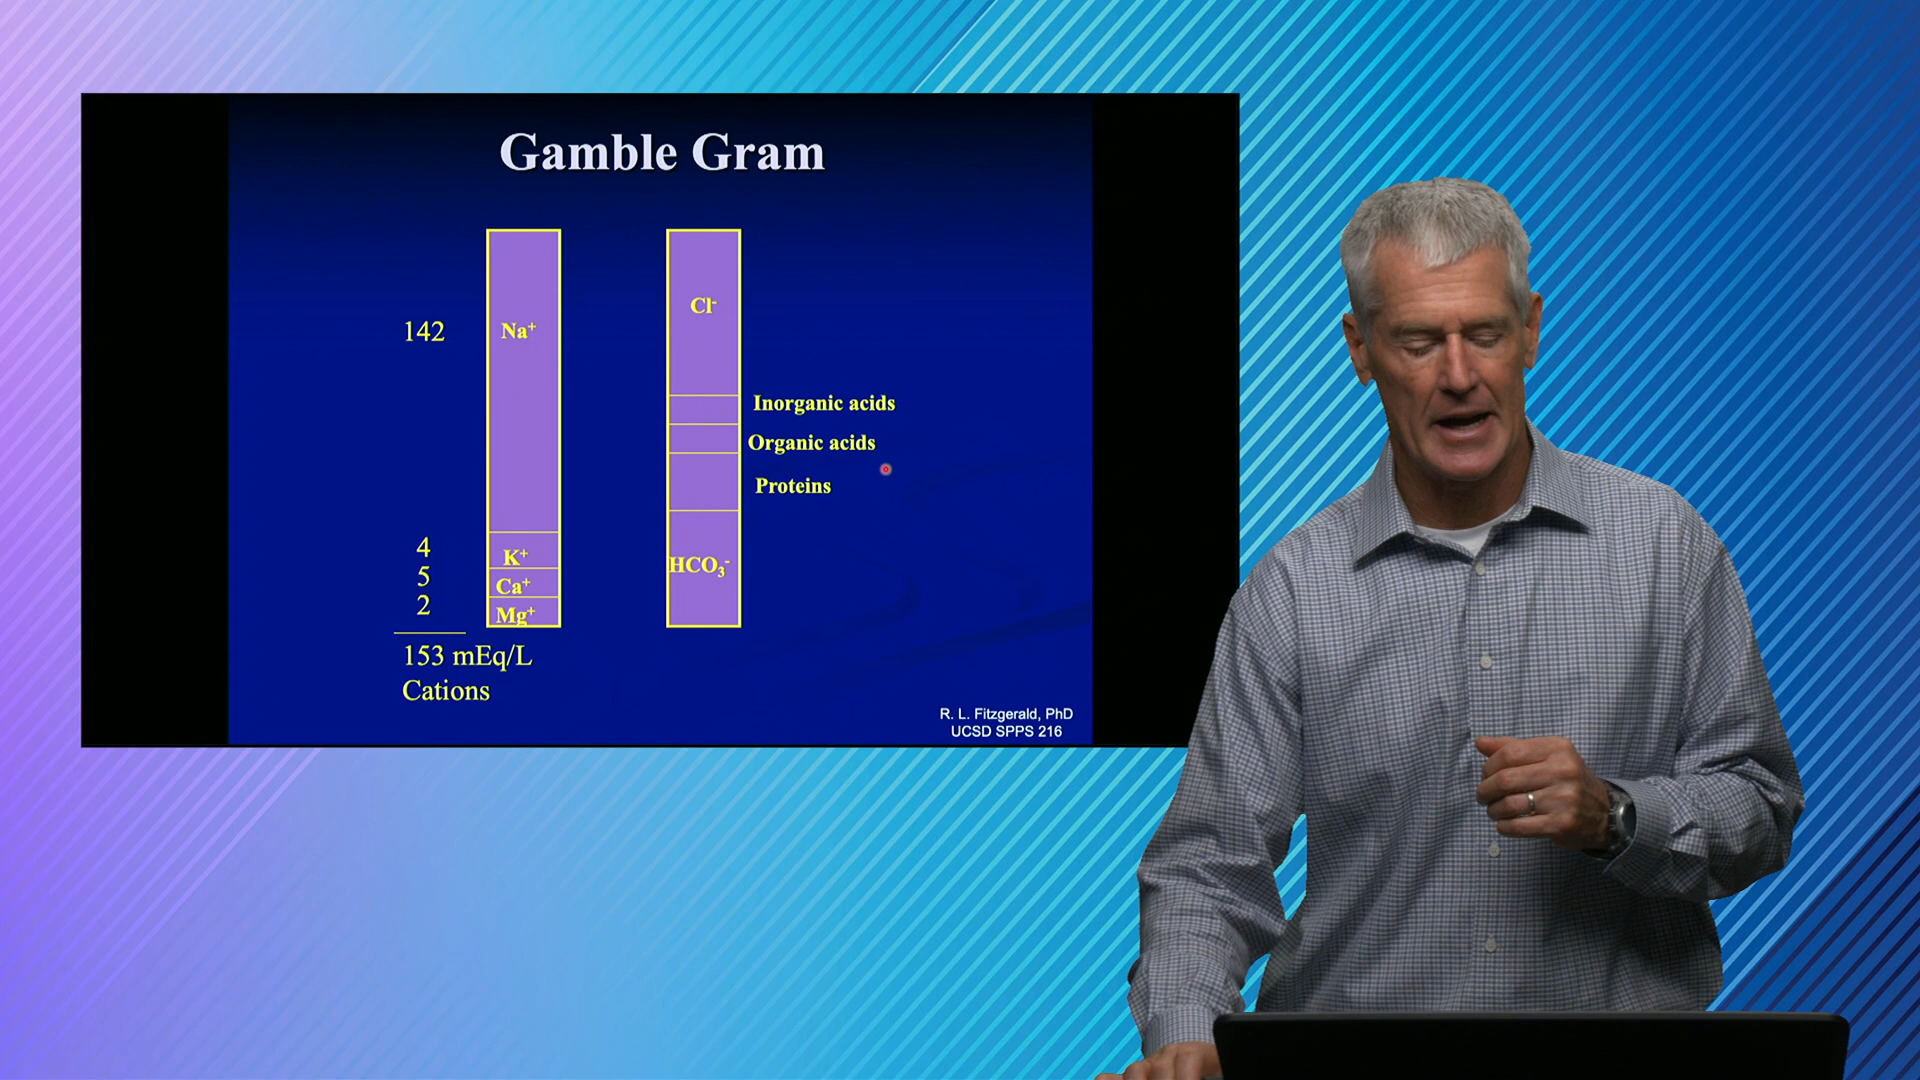 Gamble Gram
142
Na⁺
4
K⁺
5
Ca⁺
2
Mg⁺
153 mEq/L
Cations
Cl⁻
Inorganic acids
Organic acids
Proteins
HCO₃⁻
R. L. Fitzgerald, PhD
UCSD SPPS 216